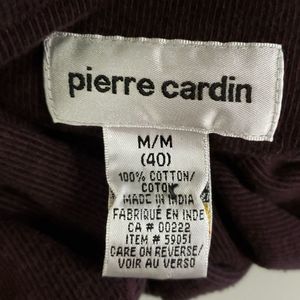 pierre cardin
M/M
(40)
100% COTTON/
COTON
MADE IN INDIA
FABRIQUÉ EN INDE
CA # 00222
ITEM # 59051
CARE ON REVERSE/
VOIR AU VERSO